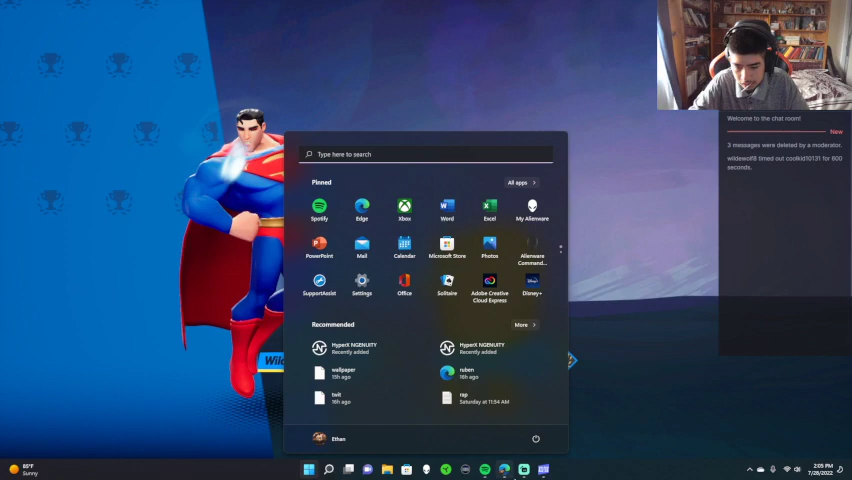 Welcome to the chat room!
New
3 messages were deleted by a moderator.
wildewolf8 timed out coolkid10131 for 600
seconds.
Type here to search
Pinned
All apps
Spotify
Edge
Xbox
Word
Excel
My Alienware
PowerPoint
Mail
Calendar
Microsoft Store
Photos
Alienware
Command...
SupportAssist
Settings
Office
Solitaire
Adobe Creative
Cloud Express
Disney+
Recommended
More
HyperX NGENUITY
Recently added
HyperX NGENUITY
Recently added
wallpaper
15h ago
ruben
16h ago
twit
16h ago
rap
Saturday at 11:54 AM
Wild
Ethan
85°F
Sunny
2:05 PM
7/28/2022